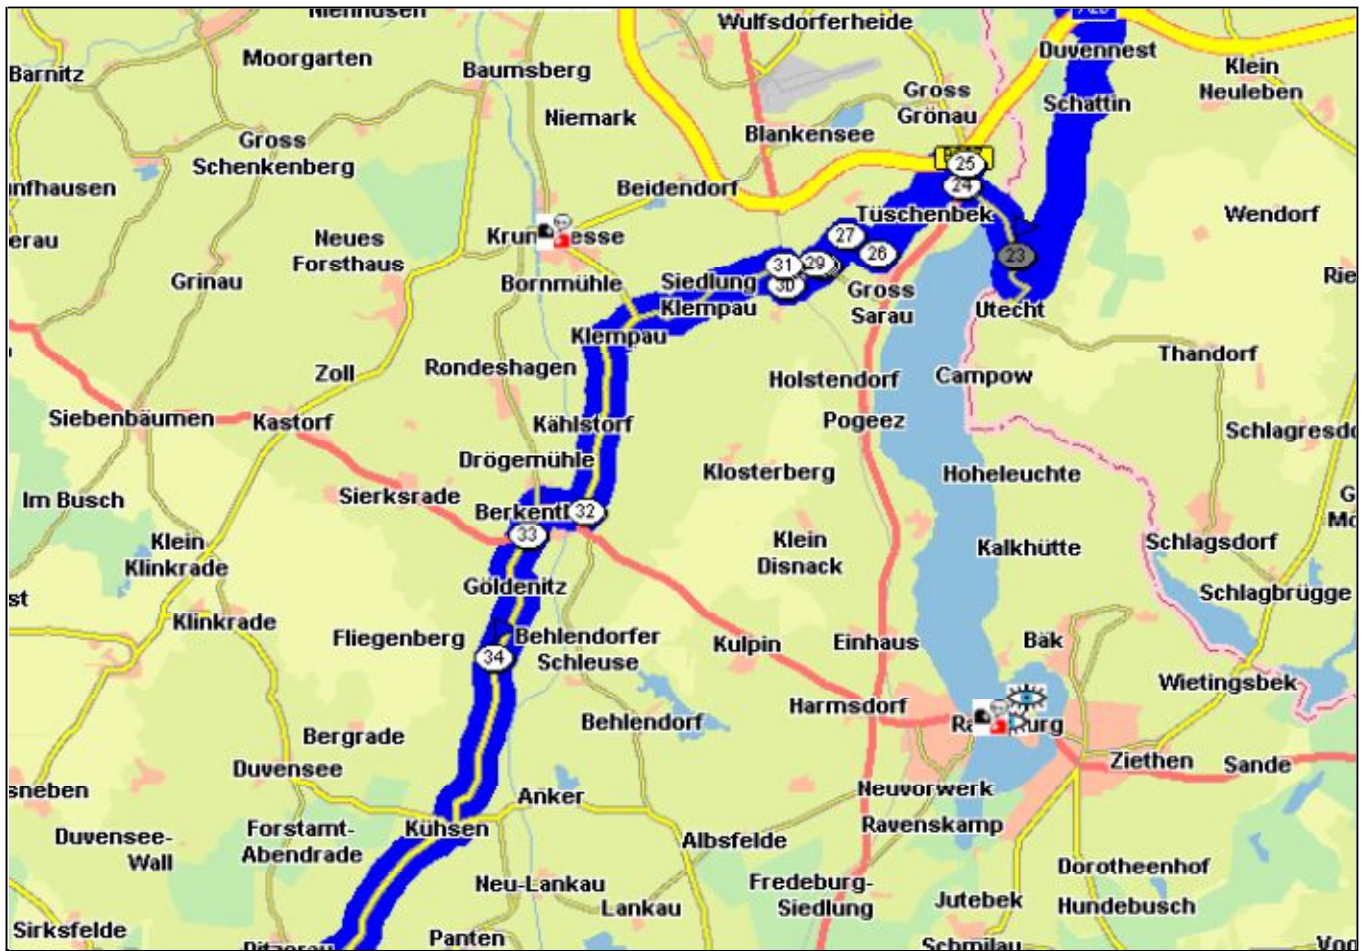 Nienhusen
Wulfsdorferheide
Duvennest
Moorgarten
Barnitz
Baumsberg
Klein
Neuleben
Gross
Grönau
Schattin
Niemark
Blankensee
Gross
Schenkenberg
25
24
Beidendorf
Tüschenbek
Wendorf
Neues
Forsthaus
27
26
23
Grinau
Bornmühle
Siedlung
Klempau
31
29
30
Gross
Sarau
Utecht
Klempau
Thandorf
Zoll
Rondeshagen
Holstendorf
Campow
Siebenbäumen
Kastorf
Kählstorf
Pogeez
Drögemühle
Klosterberg
Hoheleuchte
Im Busch
Sierksrade
32
33
Klein
Klinkrade
Klein
Disnack
Kalkhütte
Schlagsdorf
Göldenitz
Schlagbrügge
Klinkrade
Fliegenberg
Behlendorfer
Schleuse
34
Kulpin
Einhaus
Bäk
Wietingsbek
Harmsdorf
Behlendorf
Bergrade
Ziethen
Sande
Duvensee
Anker
Neuvorwerk
Ravenskamp
Kühsen
Duvensee-
Wall
Forstamt-
Abendrade
Albsfelde
Neu-Lankau
Lankau
Fredeburg-
Siedlung
Dorotheenhof
Jutebek
Hundebusch
Sirksfelde
Panten
Schmilau